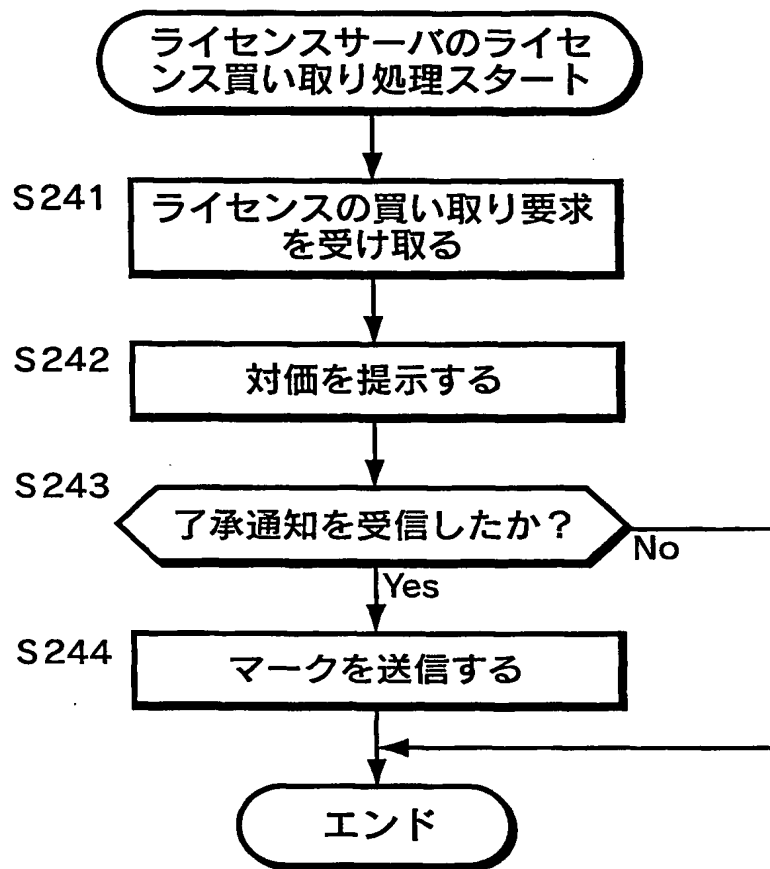 ライセンスサーバのライセ
ンス買い取り処理スタート
S241
ライセンスの買い取り要求
を受け取る
S242
対価を提示する
S243
了承通知を受信したか？
No
Yes
S244
マークを送信する
エンド